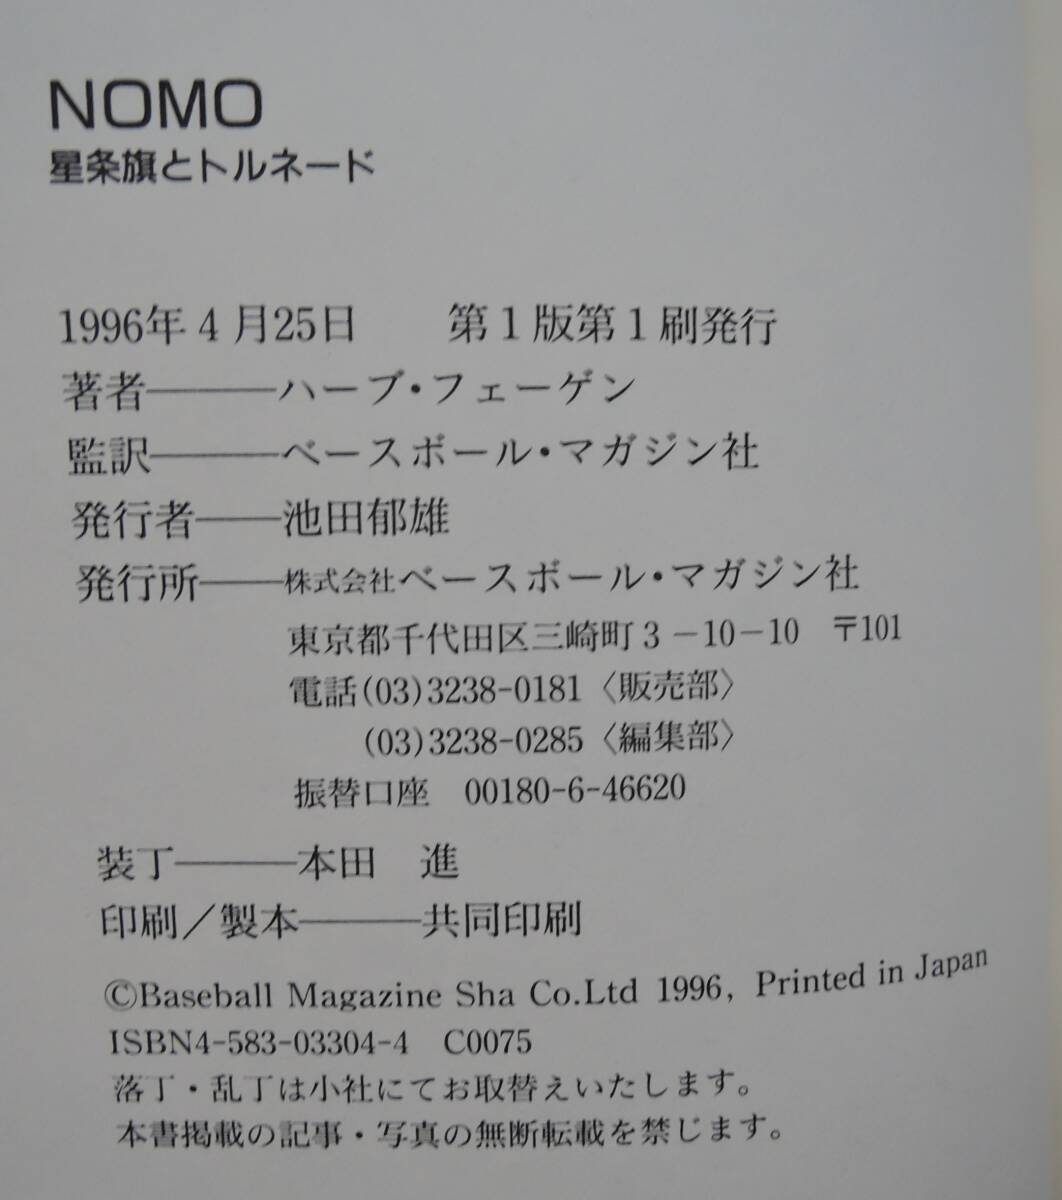 NOMO
星条旗とトルネード
1996年4月25日　第1版第1刷発行
著者――ハーブ・フェーゲン
監訳――ベースボール・マガジン社
発行者――池田郁雄
発行所――株式会社ベースボール・マガジン社
東京都千代田区三崎町3－10－10　〒101
電話(03)3238-0181〈販売部〉
(03)3238-0285〈編集部〉
振替口座　00180-6-46620
装丁――本田　進
印刷／製本――共同印刷
©Baseball Magazine Sha Co.Ltd 1996, Printed in Japan
ISBN4-583-03304-4　C0075
落丁・乱丁は小社にてお取替えいたします。
本書掲載の記事・写真の無断転載を禁じます。